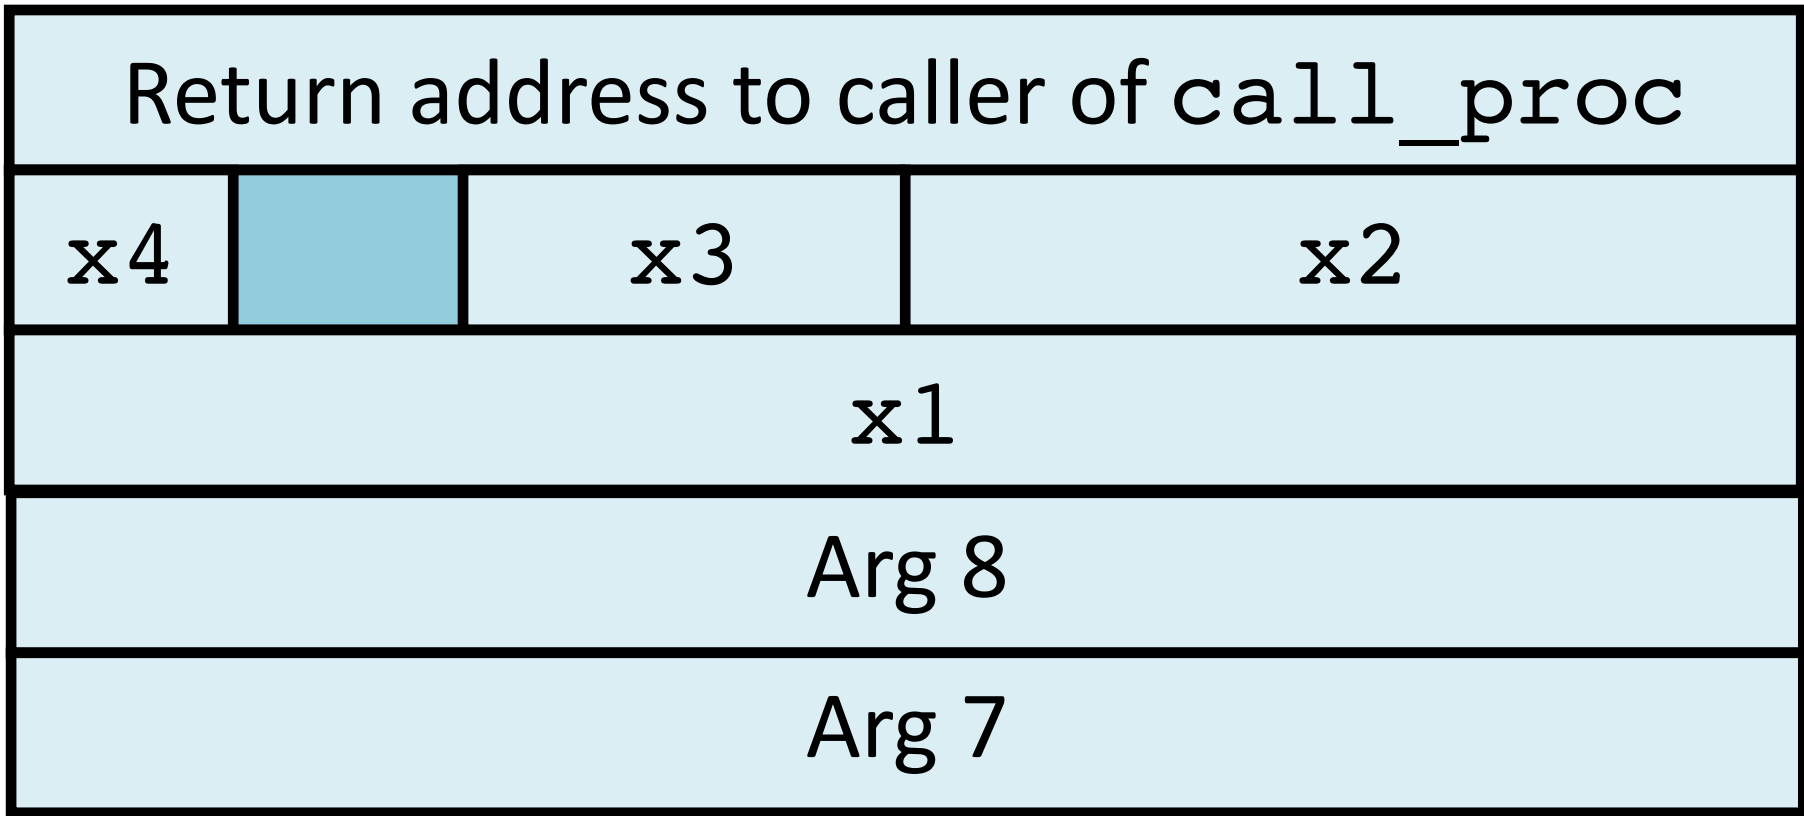 Return address to caller of call_proc
x4 x3 x2
x1
Arg 8
Arg 7